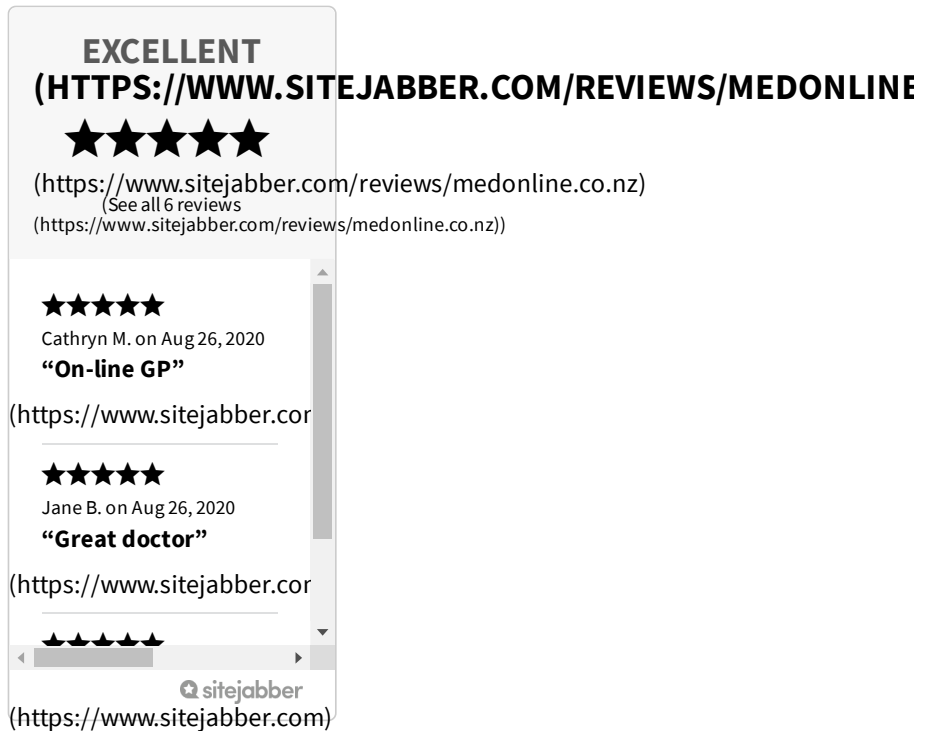 EXCELLENT
(HTTPS://WWW.SITEJABBER.COM/REVIEWS/MEDONLINE
(https://www.sitejabber.com/reviews/medonline.co.nz)
(See all 6 reviews
(https://www.sitejabber.com/reviews/medonline.co.nz))
Cathryn M. on Aug 26, 2020
“On-line GP”
(https://www.sitejabber.cor
Jane B. on Aug 26, 2020
“Great doctor”
(https://www.sitejabber.cor
sitejabber
(https://www.sitejabber.com)